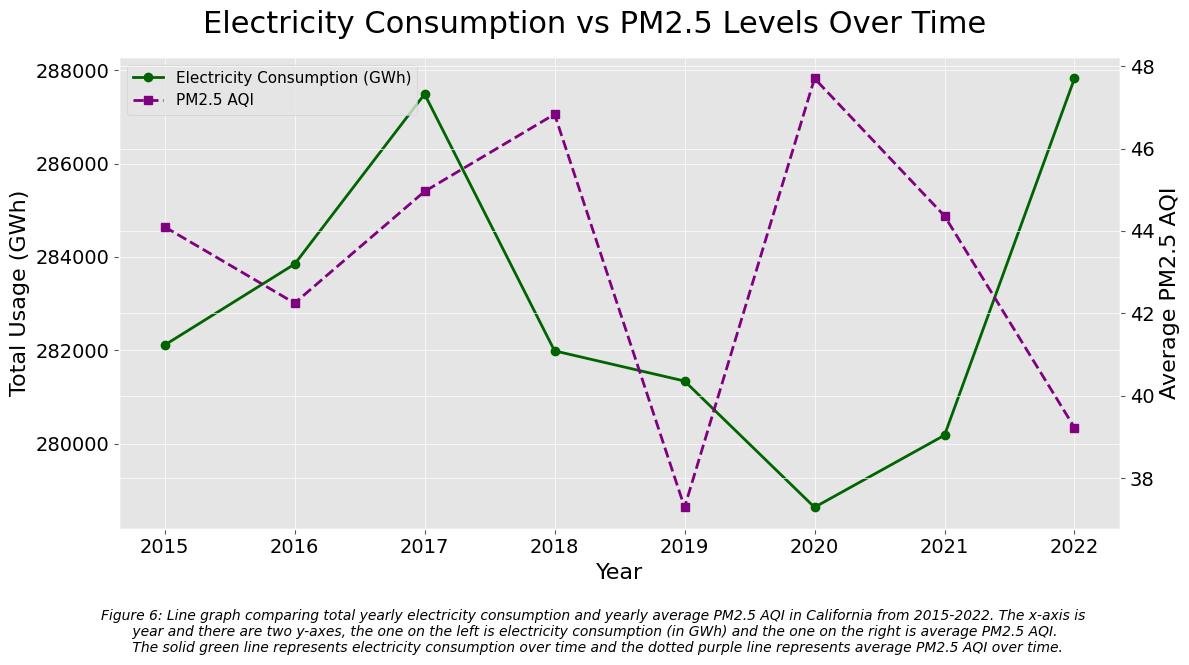 Electricity Consumption vs PM2.5 Levels Over Time
Electricity Consumption (GWh)
PM2.5 AQI
Total Usage (GWh)
288000
286000
284000
282000
280000
48
46
44
42
40
38
Average PM2.5 AQI
2015 2016 2017 2018 2019 2020 2021 2022
Year
Figure 6: Line graph comparing total yearly electricity consumption and yearly average PM2.5 AQI in California from 2015-2022. The x-axis is
year and there are two y-axes, the one on the left is electricity consumption (in GWh) and the one on the right is average PM2.5 AQI.
The solid green line represents electricity consumption over time and the dotted purple line represents average PM2.5 AQI over time.